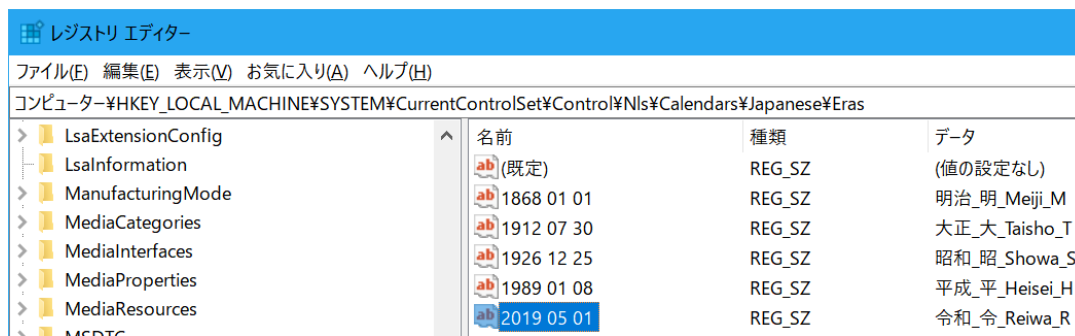 レジストリ エディター
ファイル(F) 編集(E) 表示(V) お気に入り(A) ヘルプ(H)
コンピューター¥HKEY_LOCAL_MACHINE¥SYSTEM¥CurrentControlSet¥Control¥Nls¥Calendars¥Japanese¥Eras
LsaExtensionConfig
LsaInformation
ManufacturingMode
MediaCategories
MediaInterfaces
MediaProperties
MediaResources
名前 種類 データ
ab (既定) REG_SZ (値の設定なし)
ab 1868 01 01 REG_SZ 明治_明_Meiji_M
ab 1912 07 30 REG_SZ 大正_大_Taisho_T
ab 1926 12 25 REG_SZ 昭和_昭_Showa_S
ab 1989 01 08 REG_SZ 平成_平_Heisei_H
ab 2019 05 01 REG_SZ 令和_令_Reiwa_R